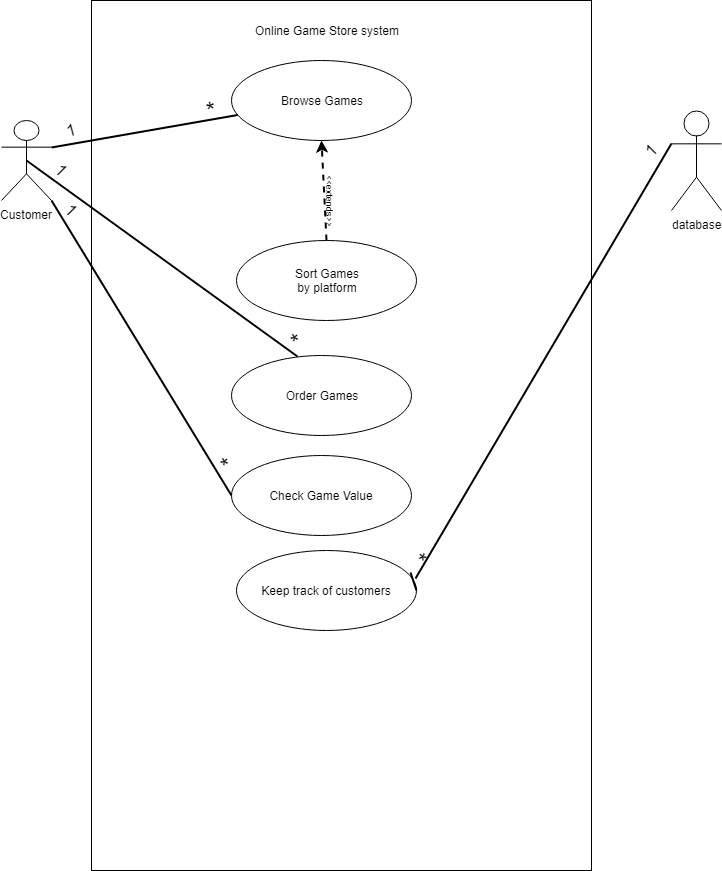 Online Game Store system
Browse Games
1
*
1
1
Customer
1
database
<<expands>>
Sort Games
by platform
*
Order Games
*
Check Game Value
*
Keep track of customers